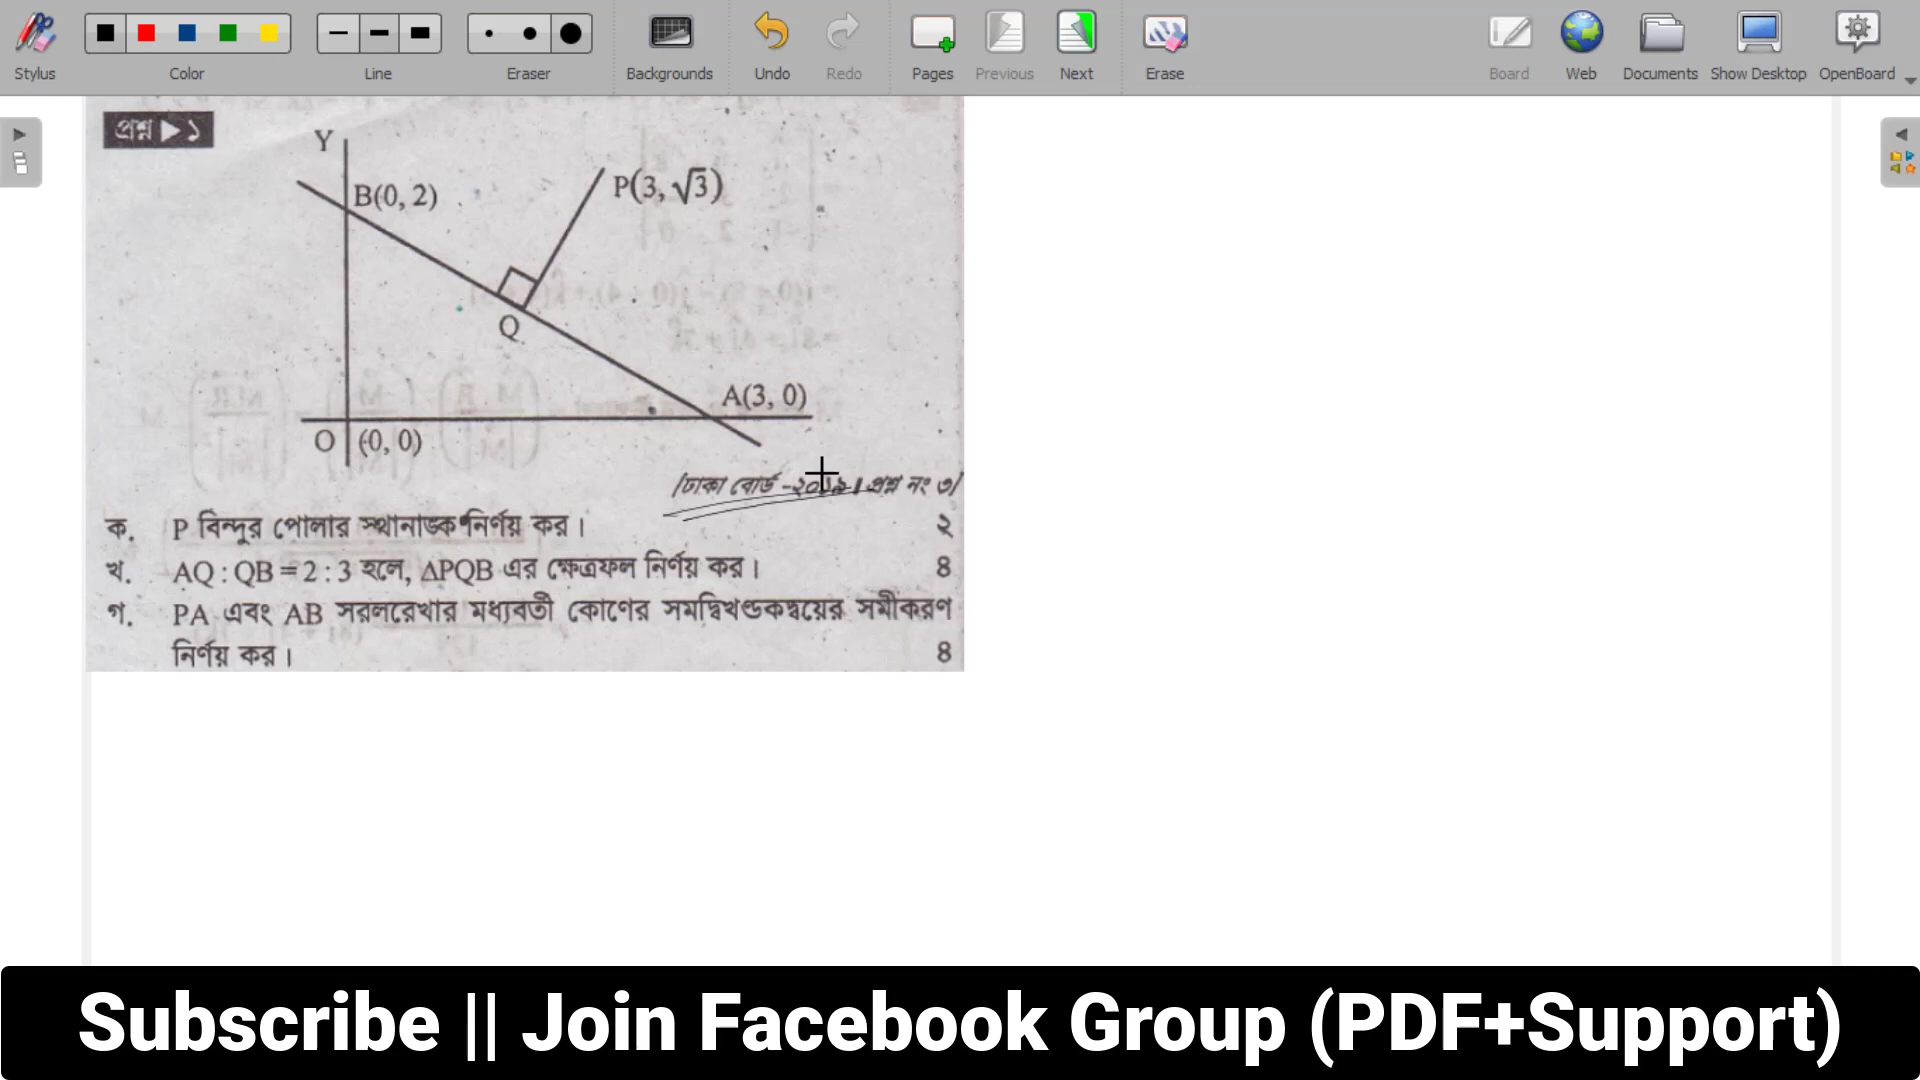 Stylus
Color
Line
Eraser
Backgrounds
Undo
Redo
Pages
Previous
Next
Erase
Board
Web
Documents
Show Desktop
OpenBoard
প্রশ্ন ▶ ১
Y
B(0, 2)
P(3, √3)
Q
A(3, 0)
O (0, 0)
[ঢাকা বোর্ড -২০১৯। প্রশ্ন নং ৩]
ক. P বিন্দুর পোলার স্থানাঙ্ক নির্ণয় কর। ২
খ. AQ : QB = 2 : 3 হলে, ΔPQB এর ক্ষেত্রফল নির্ণয় কর। ৪
গ. PA এবং AB সরলরেখার মধ্যবর্তী কোণের সমদ্বিখণ্ডকদ্বয়ের সমীকরণ
নির্ণয় কর। ৪
Subscribe || Join Facebook Group (PDF+Support)